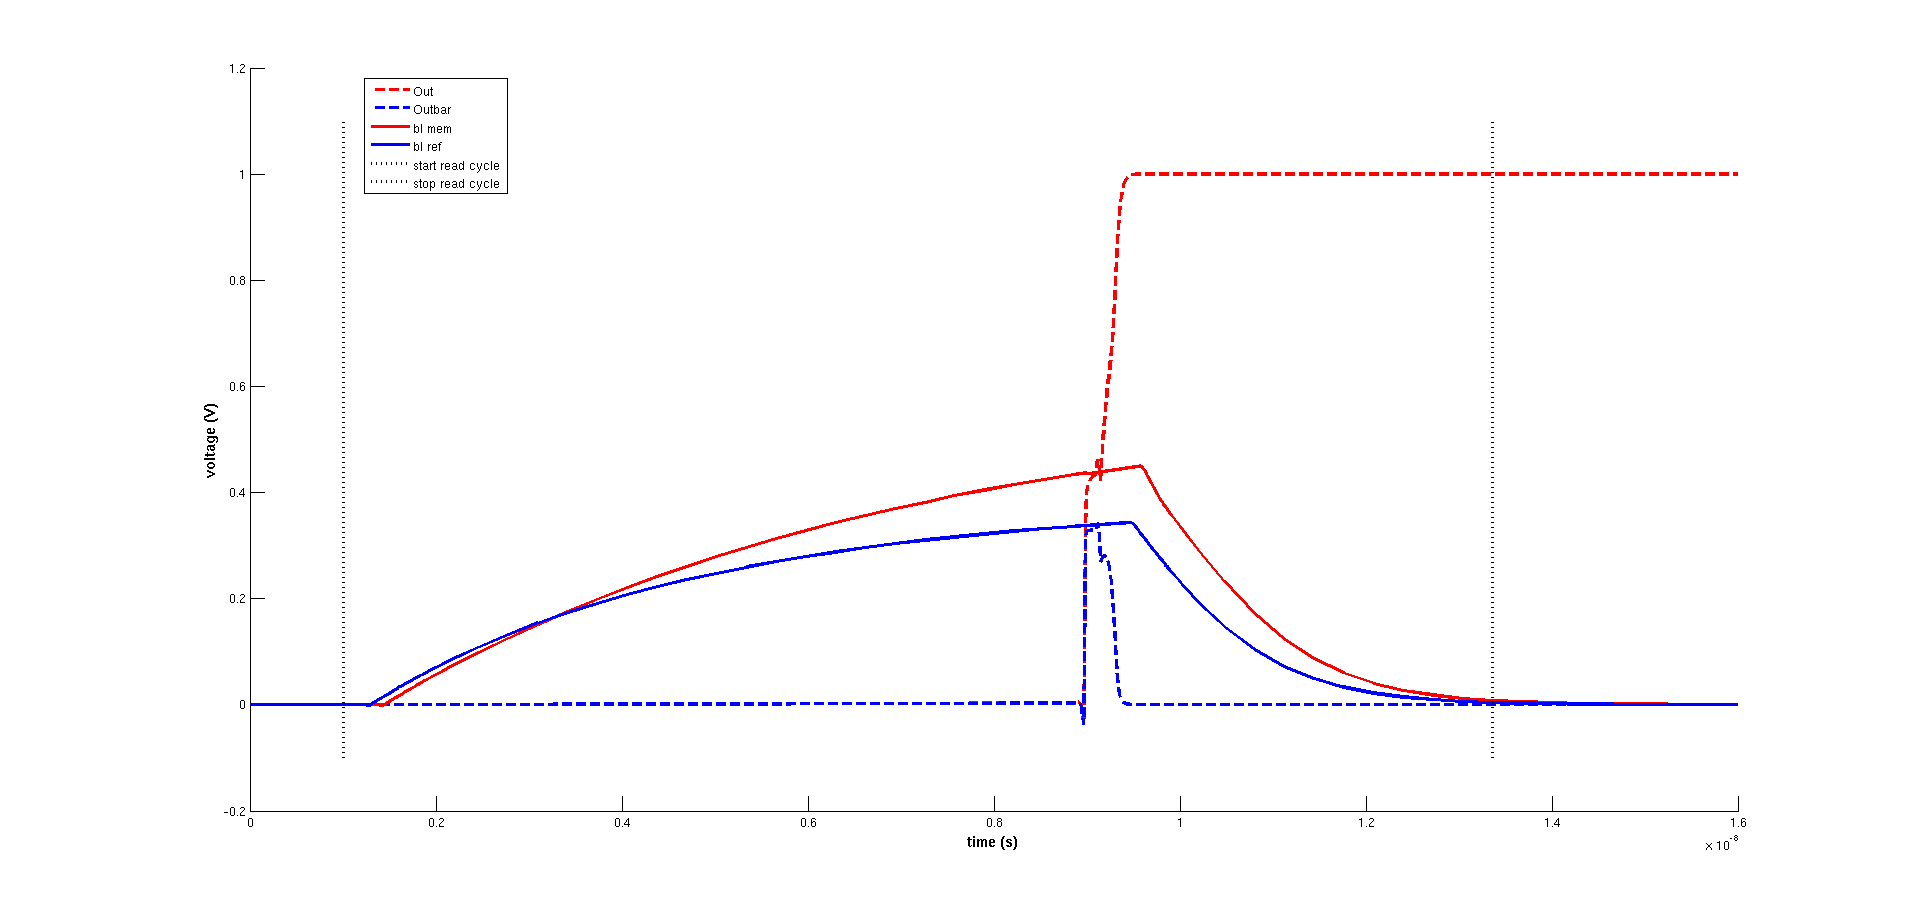 1.2
Out
Outbar
bl mem
bl ref
start read cycle
stop read cycle
1
0.8
0.6
voltage (V)
0.4
0.2
0
-0.2
0 0.2 0.4 0.6 0.8 1 1.2 1.4 1.6
time (s)
x 10^-8